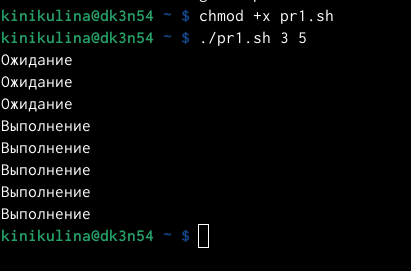 kinikulina@dk3n54 ~ $ chmod +x pr1.sh
kinikulina@dk3n54 ~ $ ./pr1.sh 3 5
Ожидание
Ожидание
Ожидание
Выполнение
Выполнение
Выполнение
Выполнение
Выполнение
kinikulina@dk3n54 ~ $